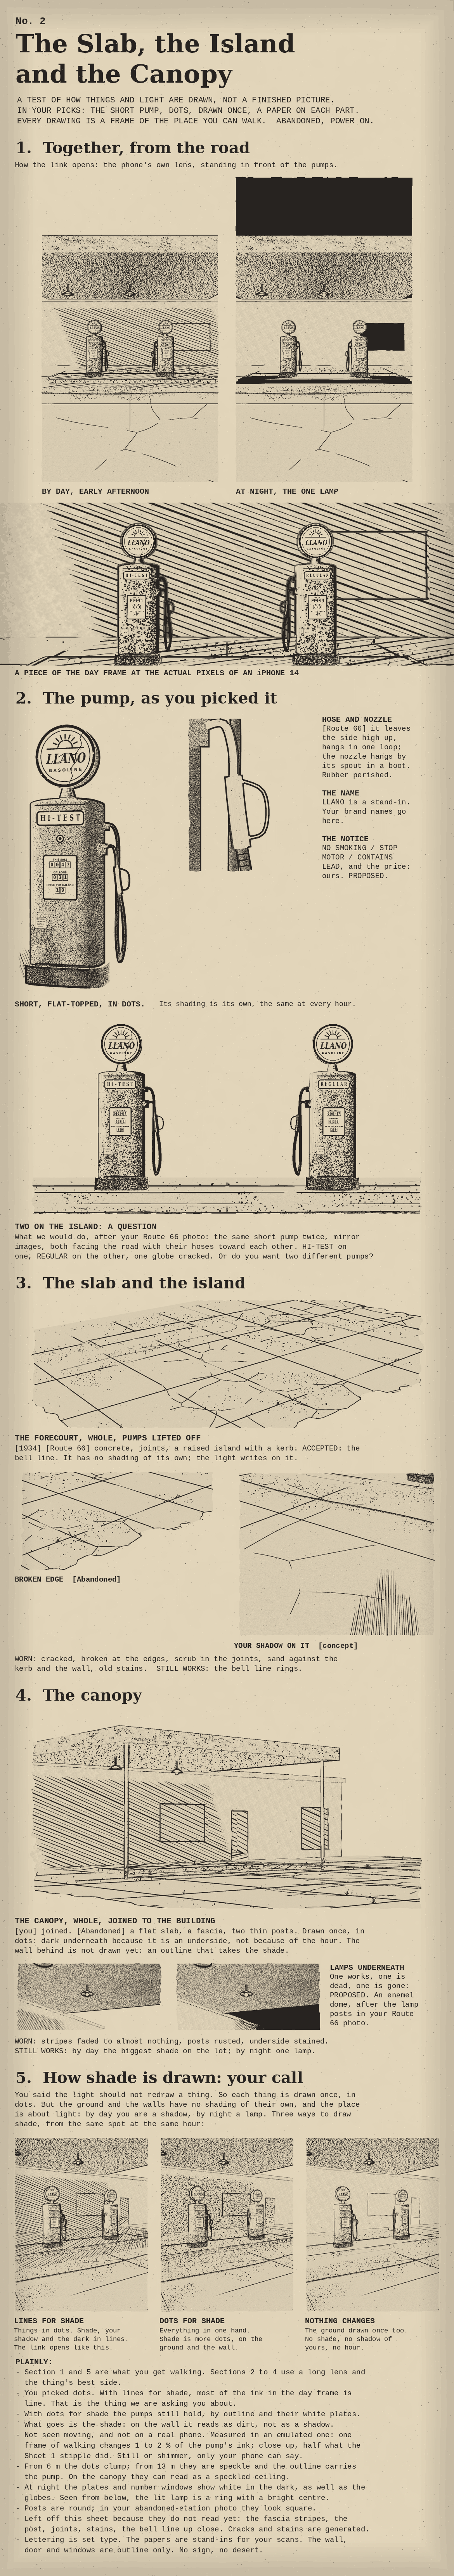 No. 2
The Slab, the Island
and the Canopy
A TEST OF HOW THINGS AND LIGHT ARE DRAWN, NOT A FINISHED PICTURE.
IN YOUR PICKS: THE SHORT PUMP, DOTS, DRAWN ONCE, A PAPER ON EACH PART.
EVERY DRAWING IS A FRAME OF THE PLACE YOU CAN WALK. ABANDONED, POWER ON.
1. Together, from the road
How the link opens: the phone's own lens, standing in front of the pumps.
BY DAY, EARLY AFTERNOON
AT NIGHT, THE ONE LAMP
LLANO
GASOLINE
LLANO
GASOLINE
HI-TEST
REGULAR
A PIECE OF THE DAY FRAME AT THE ACTUAL PIXELS OF AN iPHONE 14
2. The pump, as you picked it
LLANO
GASOLINE
HI-TEST
HOSE AND NOZZLE
[Route 66] it leaves
the side high up,
hangs in one loop;
the nozzle hangs by
its spout in a boot.
Rubber perished.
THE NAME
LLANO is a stand-in.
Your brand names go
here.
THE NOTICE
NO SMOKING / STOP
MOTOR / CONTAINS
LEAD, and the price:
ours. PROPOSED.
SHORT, FLAT-TOPPED, IN DOTS.
Its shading is its own, the same at every hour.
LLANO
GASOLINE
LLANO
GASOLINE
HI-TEST
REGULAR
TWO ON THE ISLAND: A QUESTION
What we would do, after your Route 66 photo: the same short pump twice, mirror
images, both facing the road with their hoses toward each other. HI-TEST on
one, REGULAR on the other, one globe cracked. Or do you want two different pumps?
3. The slab and the island
THE FORECOURT, WHOLE, PUMPS LIFTED OFF
[1934] [Route 66] concrete, joints, a raised island with a kerb. ACCEPTED: the
bell line. It has no shading of its own; the light writes on it.
BROKEN EDGE [Abandoned]
YOUR SHADOW ON IT [concept]
WORN: cracked, broken at the edges, scrub in the joints, sand against the
kerb and the wall, old stains. STILL WORKS: the bell line rings.
4. The canopy
THE CANOPY, WHOLE, JOINED TO THE BUILDING
[you] joined. [Abandoned] a flat slab, a fascia, two thin posts. Drawn once, in
dots: dark underneath because it is an underside, not because of the hour. The
wall behind is not drawn yet: an outline that takes the shade.
LAMPS UNDERNEATH
One works, one is
dead, one is gone:
PROPOSED. An enamel
dome, after the lamp
posts in your Route
66 photo.
WORN: stripes faded to almost nothing, posts rusted, underside stained.
STILL WORKS: by day the biggest shade on the lot; by night one lamp.
5. How shade is drawn: your call
You said the light should not redraw a thing. So each thing is drawn once, in
dots. But the ground and the walls have no shading of their own, and the place
is about light: by day you are a shadow, by night a lamp. Three ways to draw
shade, from the same spot at the same hour:
LINES FOR SHADE
Things in dots. Shade, your
shadow and the dark in lines.
The link opens like this.
DOTS FOR SHADE
Everything in one hand.
Shade is more dots, on the
ground and the wall.
NOTHING CHANGES
The ground drawn once too.
No shade, no shadow of
yours, no hour.
PLAINLY:
- Section 1 and 5 are what you get walking. Sections 2 to 4 use a long lens and
the thing's best side.
- You picked dots. With lines for shade, most of the ink in the day frame is
line. That is the thing we are asking you about.
- With dots for shade the pumps still hold, by outline and their white plates.
What goes is the shade: on the wall it reads as dirt, not as a shadow.
- Not seen moving, and not on a real phone. Measured in an emulated one: one
frame of walking changes 1 to 2 % of the pump's ink; close up, half what the
Sheet 1 stipple did. Still or shimmer, only your phone can say.
- From 6 m the dots clump; from 13 m they are speckle and the outline carries
the pump. On the canopy they can read as a speckled ceiling.
- At night the plates and number windows show white in the dark, as well as the
globes. Seen from below, the lit lamp is a ring with a bright centre.
- Posts are round; in your abandoned-station photo they look square.
- Left off this sheet because they do not read yet: the fascia stripes, the
post, joints, stains, the bell line up close. Cracks and stains are generated.
- Lettering is set type. The papers are stand-ins for your scans. The wall,
door and windows are outline only. No sign, no desert.